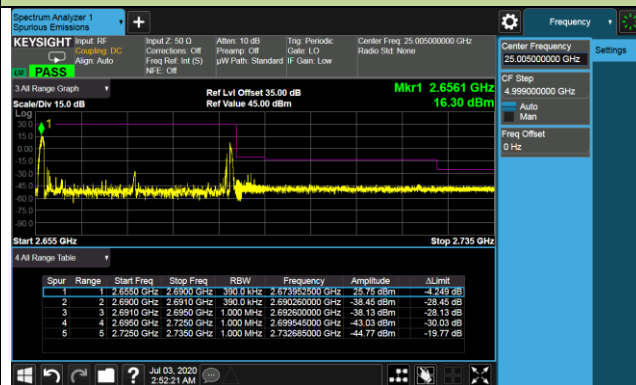 Spectrum Analyzer 1
Spurious Emissions
Frequency
KEYSIGHT Input: RF
Coupling: DC
Align: Auto
Input Z: 50 Ω
Corrections: Off
Freq Ref: Int (S)
NFE: Off
Atten: 10 dB
Preamp: Off
µW Path: Standard
Trig: Periodic
Gate: LO
IF Gain: Low
Center Freq: 25.005000000 GHz
Radio Std: None
PASS
Center Frequency
25.005000000 GHz
Settings
CF Step
4.999000000 GHz
Auto
Man
Freq Offset
0 Hz
3 All Range Graph
Scale/Div 15.0 dB
Ref Lvl Offset 35.00 dB
Ref Value 45.00 dBm
Mkr1 2.6561 GHz
16.30 dBm
Log
30.0
15.0
0.00
-15.0
-30.0
-45.0
-60.0
-75.0
-90.0
1
Start 2.655 GHz
Stop 2.735 GHz
4 All Range Table
Spur Range Start Freq Stop Freq RBW Frequency Amplitude ΔLimit
1 1 2.6550 GHz 2.6900 GHz 390.0 kHz 2.673952500 GHz 25.75 dBm -4.249 dB
2 2 2.6900 GHz 2.6910 GHz 390.0 kHz 2.690260000 GHz -38.45 dBm -28.45 dB
3 3 2.6910 GHz 2.6950 GHz 1.000 MHz 2.692600000 GHz -38.13 dBm -28.13 dB
4 4 2.6950 GHz 2.7250 GHz 1.000 MHz 2.699545000 GHz -43.03 dBm -30.03 dB
5 5 2.7250 GHz 2.7350 GHz 1.000 MHz 2.732685000 GHz -44.77 dBm -19.77 dB
Jul 03, 2020
2:52:21 AM